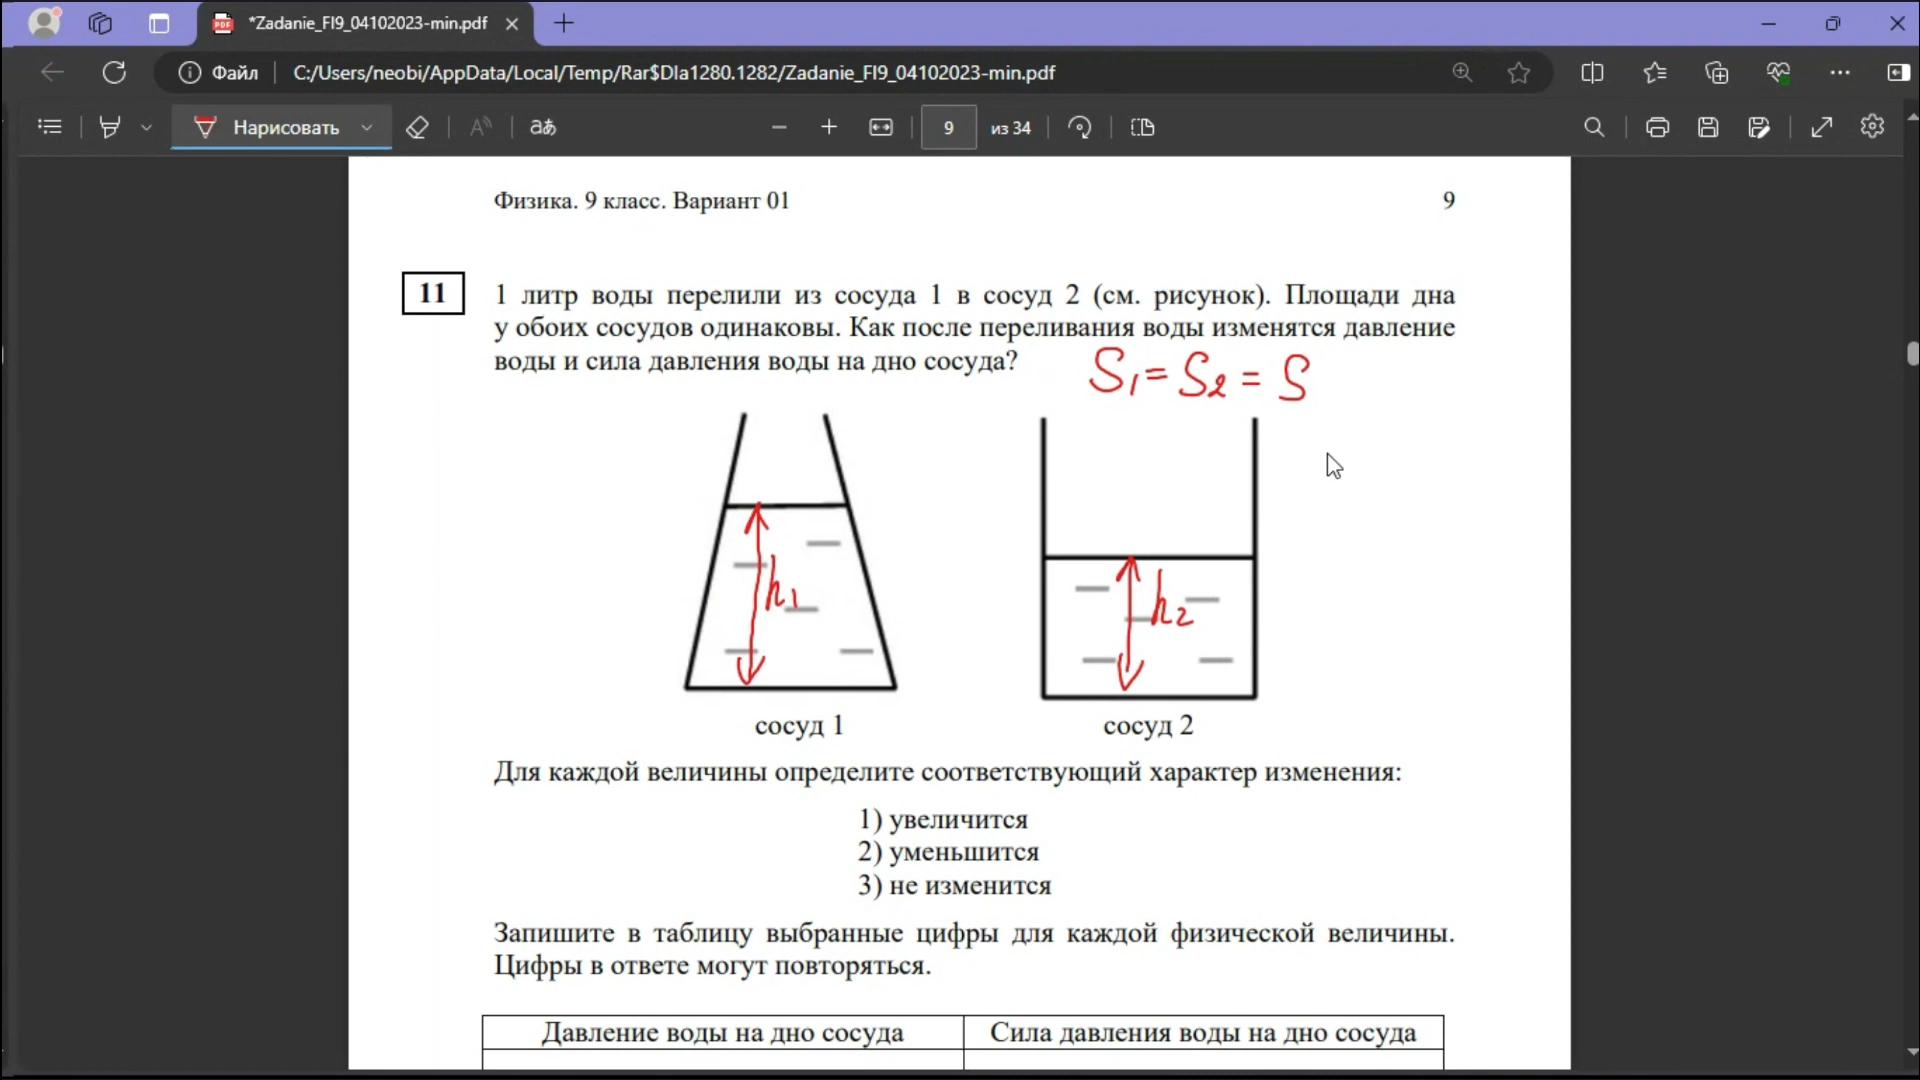 *Zadanie_FI9_04102023-min.pdf
Файл
C:/Users/neobi/AppData/Local/Temp/Rar$DIa1280.1282/Zadanie_FI9_04102023-min.pdf
Нарисовать
aあ
9
из 34
Физика. 9 класс. Вариант 01
9
11
1 литр воды перелили из сосуда 1 в сосуд 2 (см. рисунок). Площади дна
у обоих сосудов одинаковы. Как после переливания воды изменятся давление
воды и сила давления воды на дно сосуда?
S₁ = S₂ = S
h₁
h₂
сосуд 1
сосуд 2
Для каждой величины определите соответствующий характер изменения:
1) увеличится
2) уменьшится
3) не изменится
Запишите в таблицу выбранные цифры для каждой физической величины.
Цифры в ответе могут повторяться.
Давление воды на дно сосуда
Сила давления воды на дно сосуда